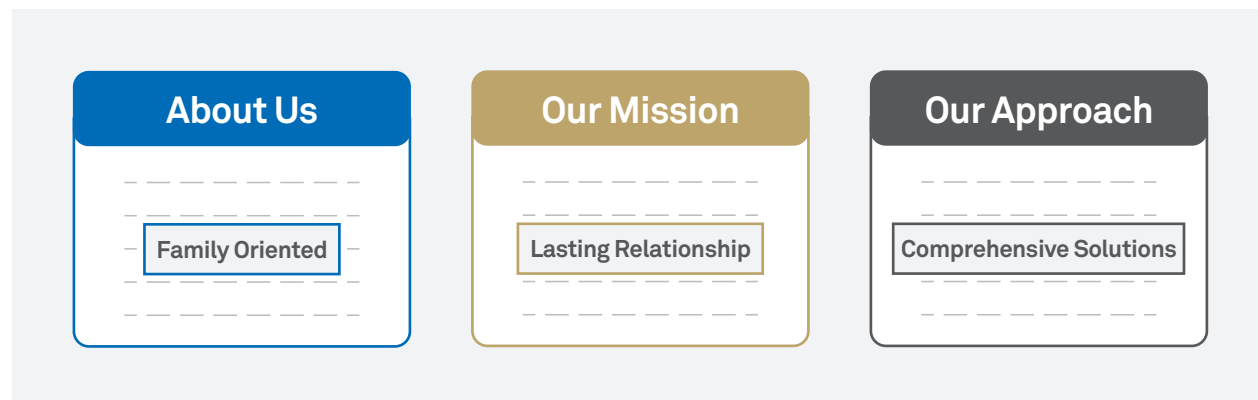 About Us
Our Mission
Our Approach
Family Oriented
Lasting Relationship
Comprehensive Solutions